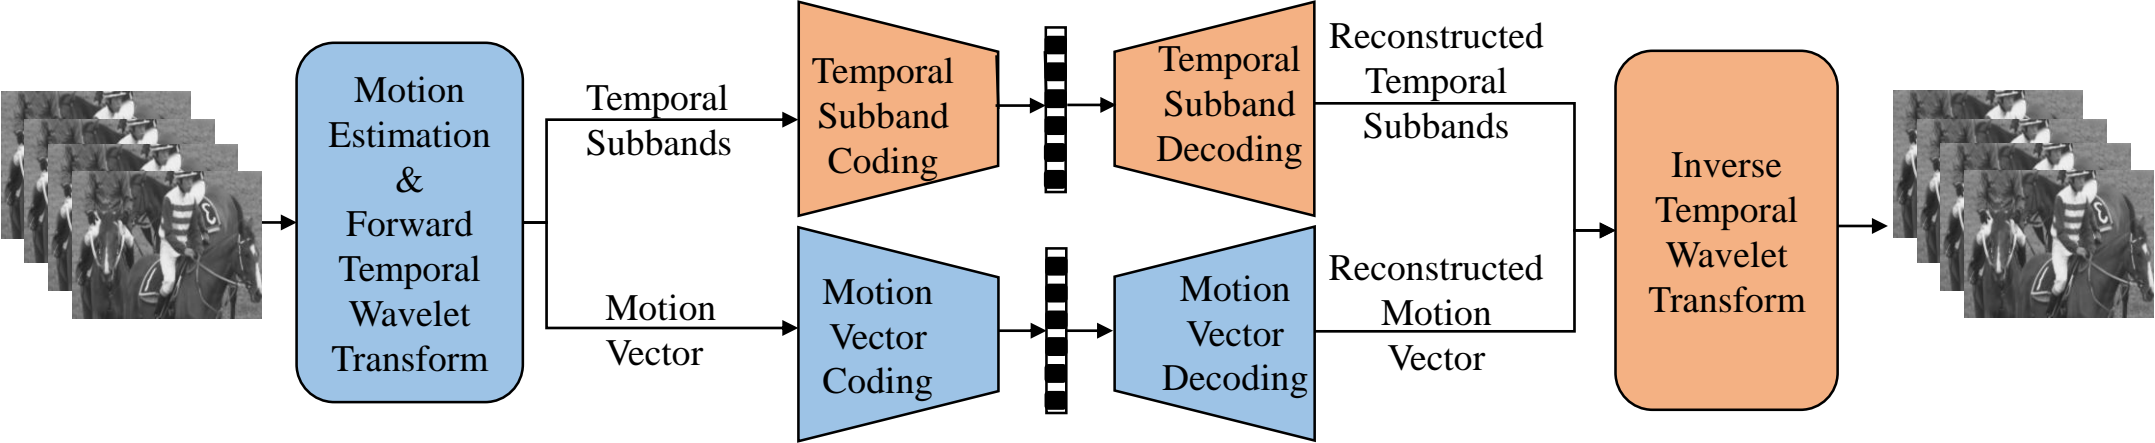 Motion
Estimation
&
Forward
Temporal
Wavelet
Transform
Temporal
Subbands
Motion
Vector
Temporal
Subband
Coding
Motion
Vector
Coding
Temporal
Subband
Decoding
Motion
Vector
Decoding
Reconstructed
Temporal
Subbands
Reconstructed
Motion
Vector
Inverse
Temporal
Wavelet
Transform